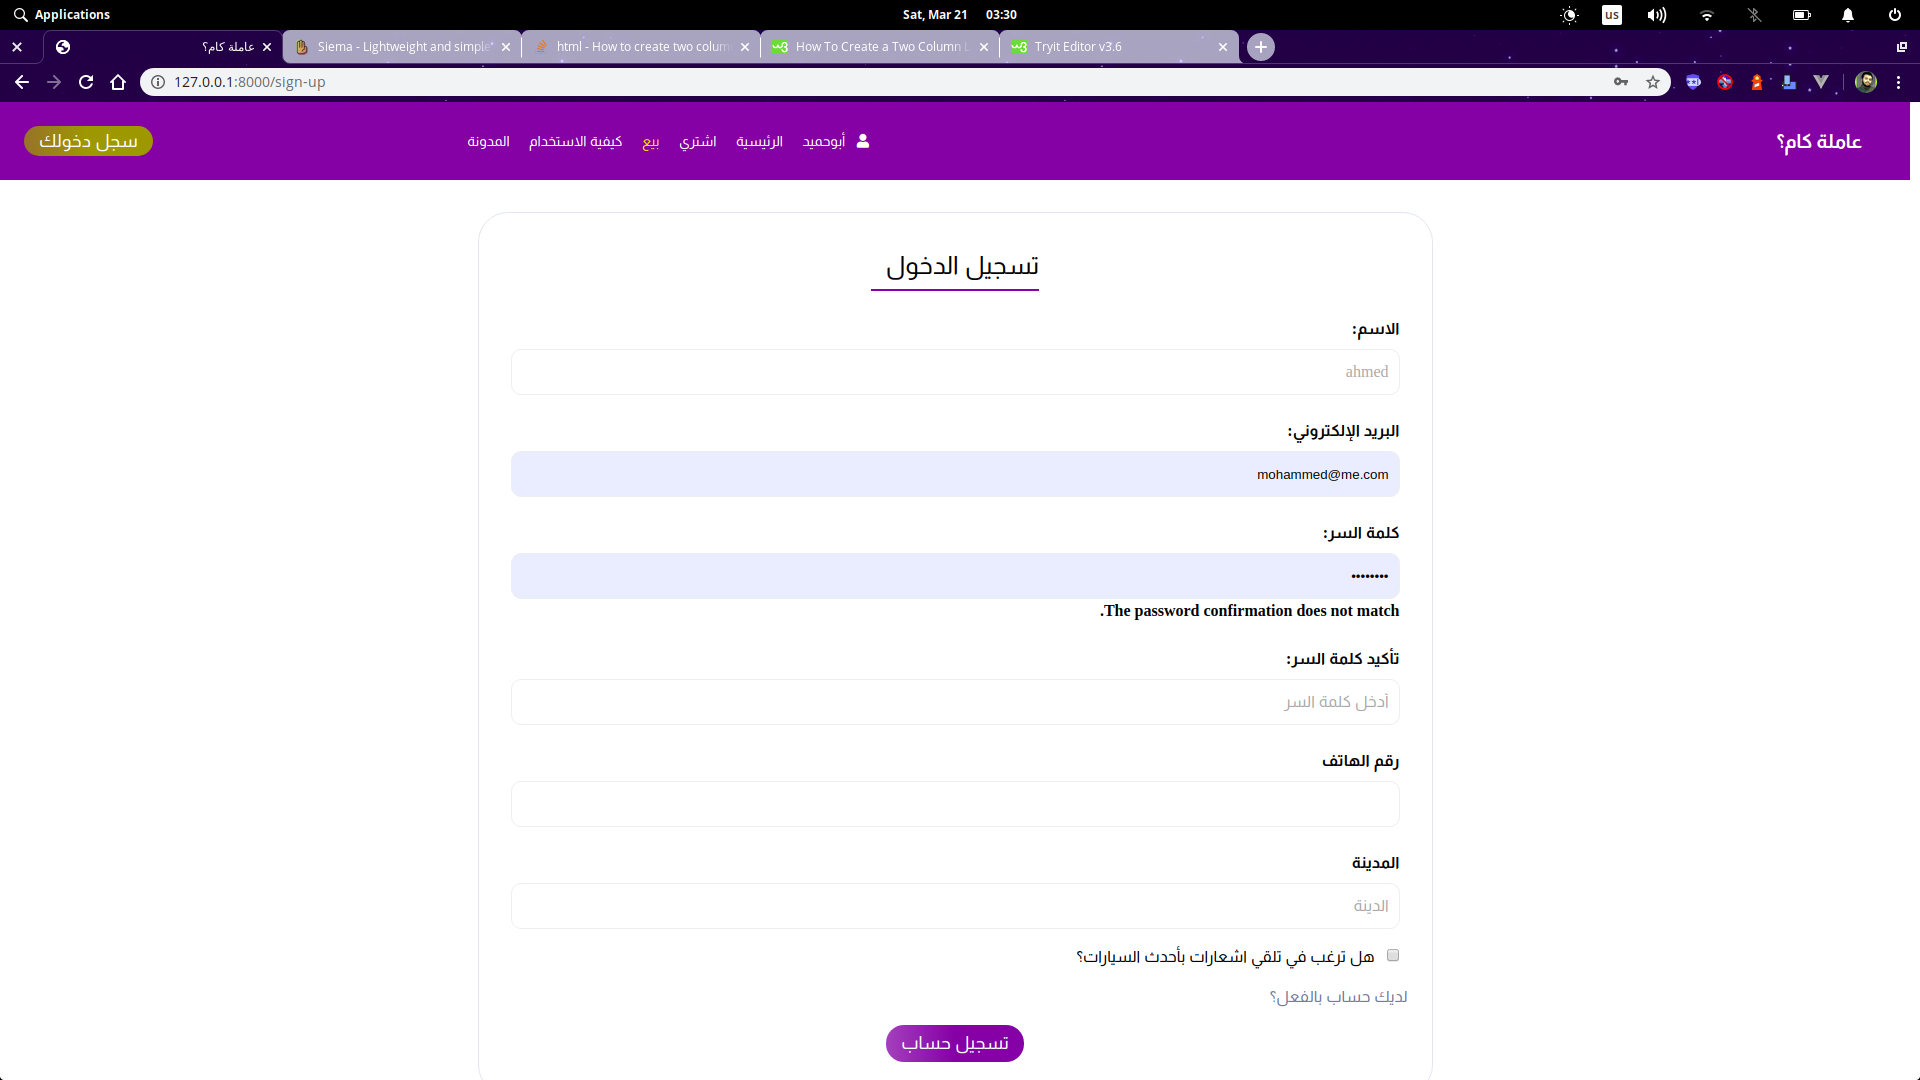 Applications
Sat, Mar 21 03:30
us
عاملة كام؟
Siema - Lightweight and simple
html - How to create two colum
How To Create a Two Column L
Tryit Editor v3.6
127.0.0.1:8000/sign-up
عاملة كام؟
أبوحميد
الرئيسية
اشتري
بيع
كيفية الاستخدام
المدونة
سجل دخولك
تسجيل الدخول
الاسم:
ahmed
البريد الإلكتروني:
mohammed@me.com
كلمة السر:
••••••••
The password confirmation does not match.
تأكيد كلمة السر:
أدخل كلمة السر
رقم الهاتف
المدينة
الدينة
هل ترغب في تلقي اشعارات بأحدث السيارات؟
لديك حساب بالفعل؟
تسجيل حساب